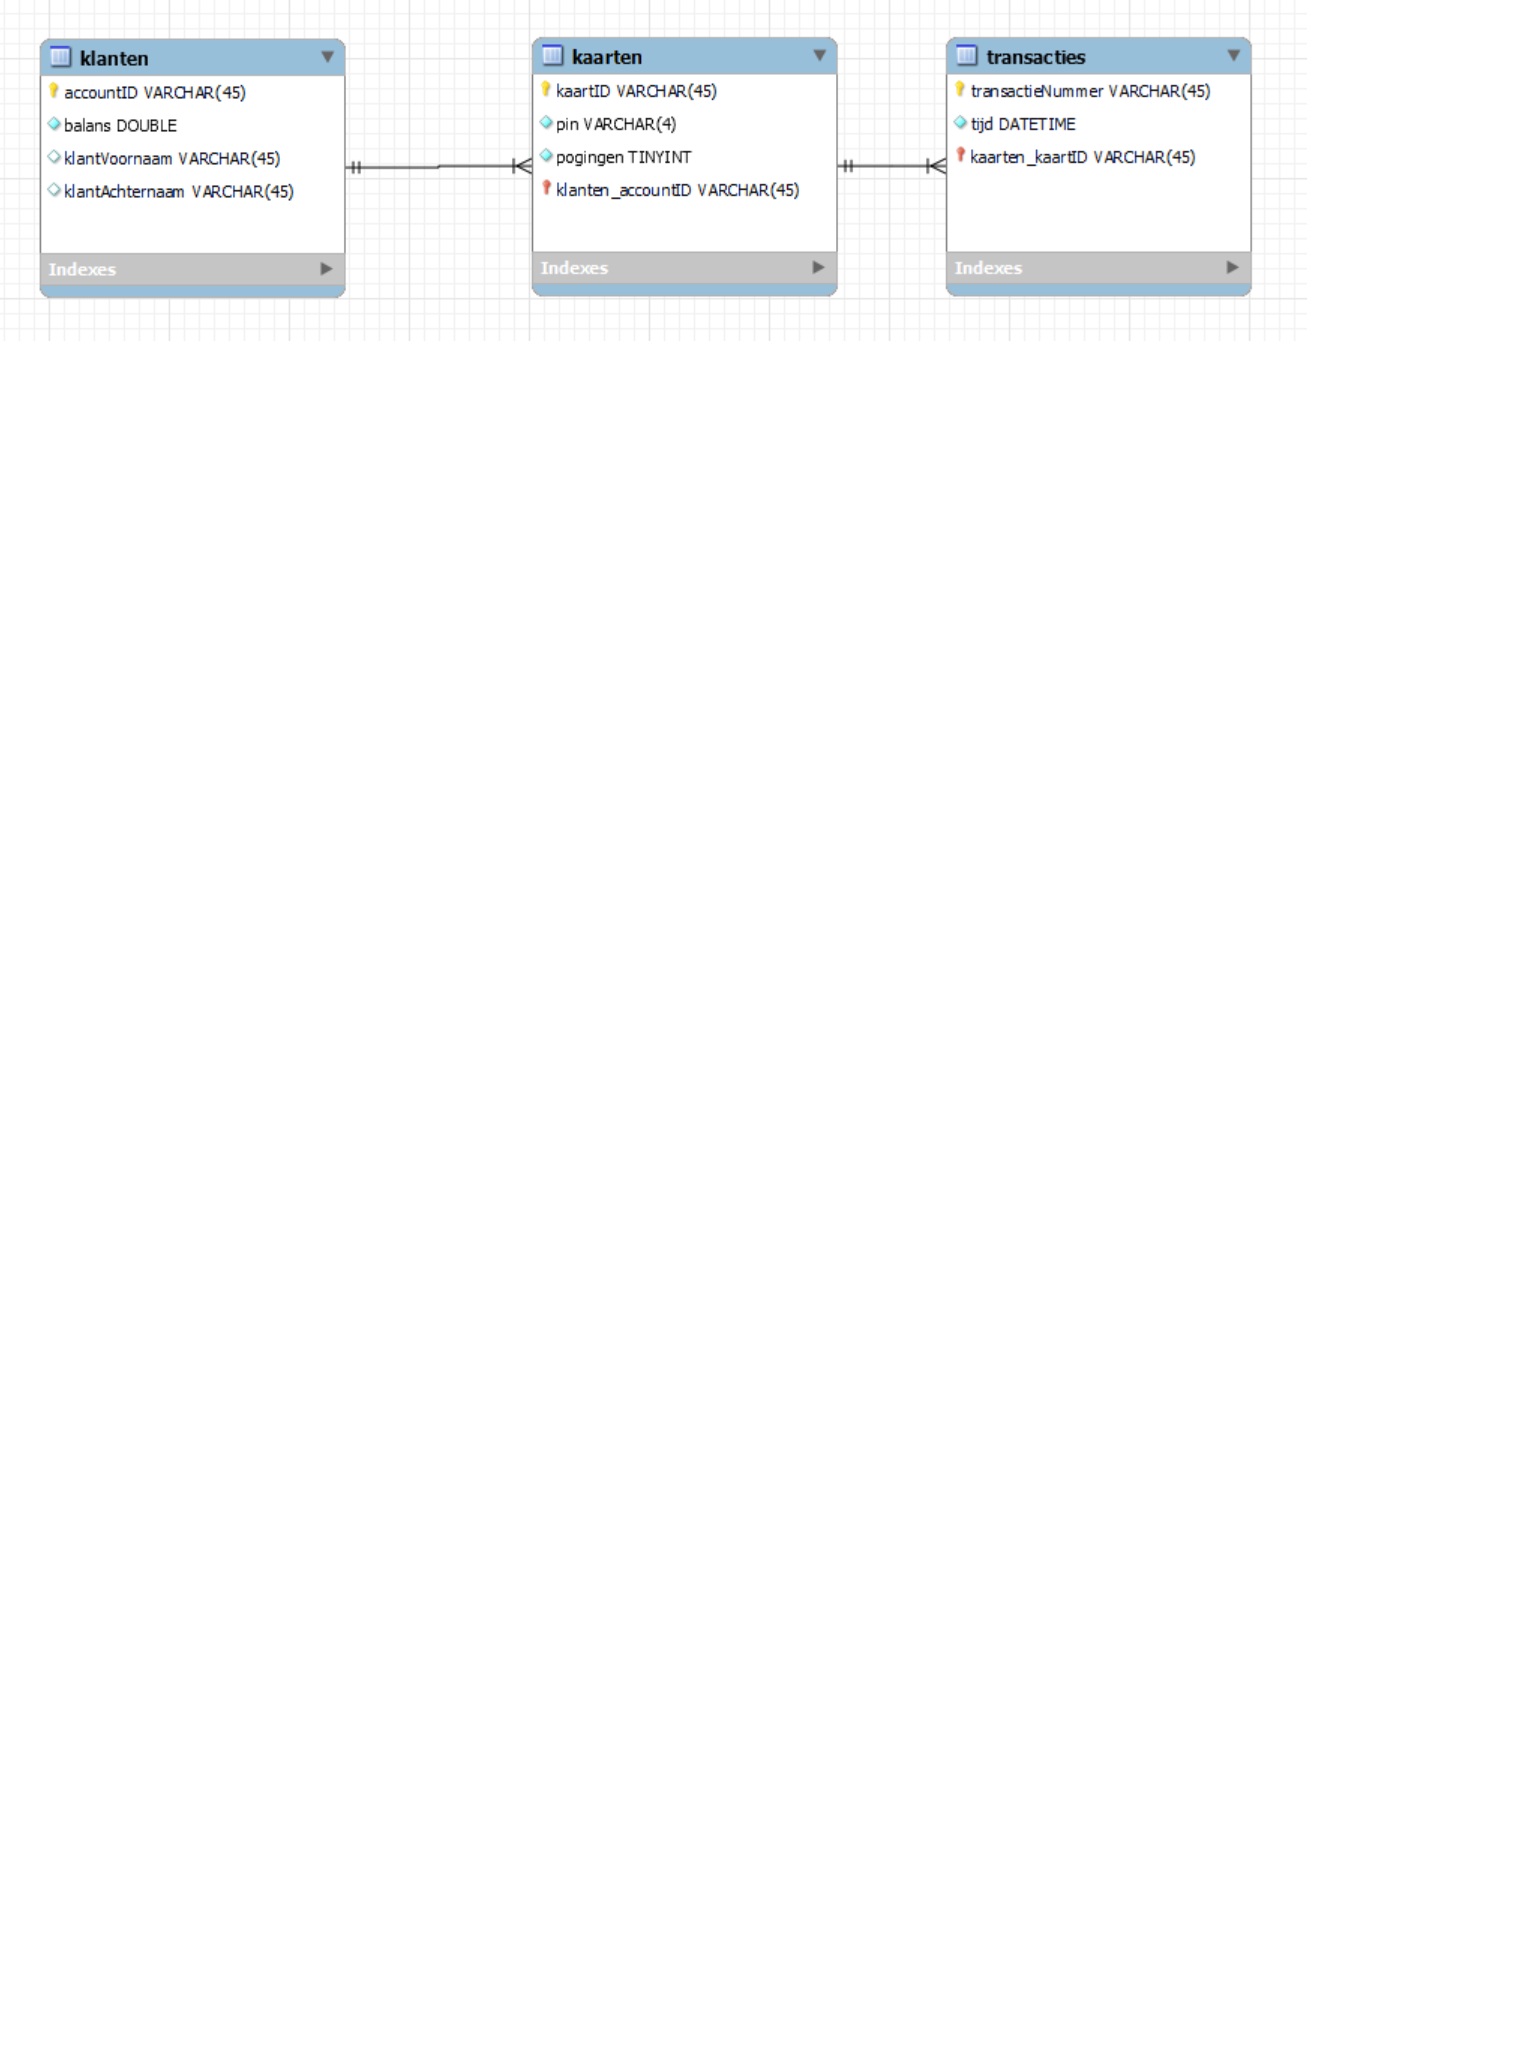 klanten
accountID VARCHAR(45)
balans DOUBLE
klantVoornaam VARCHAR(45)
klantAchternaam VARCHAR(45)
Indexes
kaarten
kaartID VARCHAR(45)
pin VARCHAR(4)
pogingen TINYINT
klanten_accountID VARCHAR(45)
Indexes
transacties
transactieNummer VARCHAR(45)
tijd DATETIME
kaarten_kaartID VARCHAR(45)
Indexes